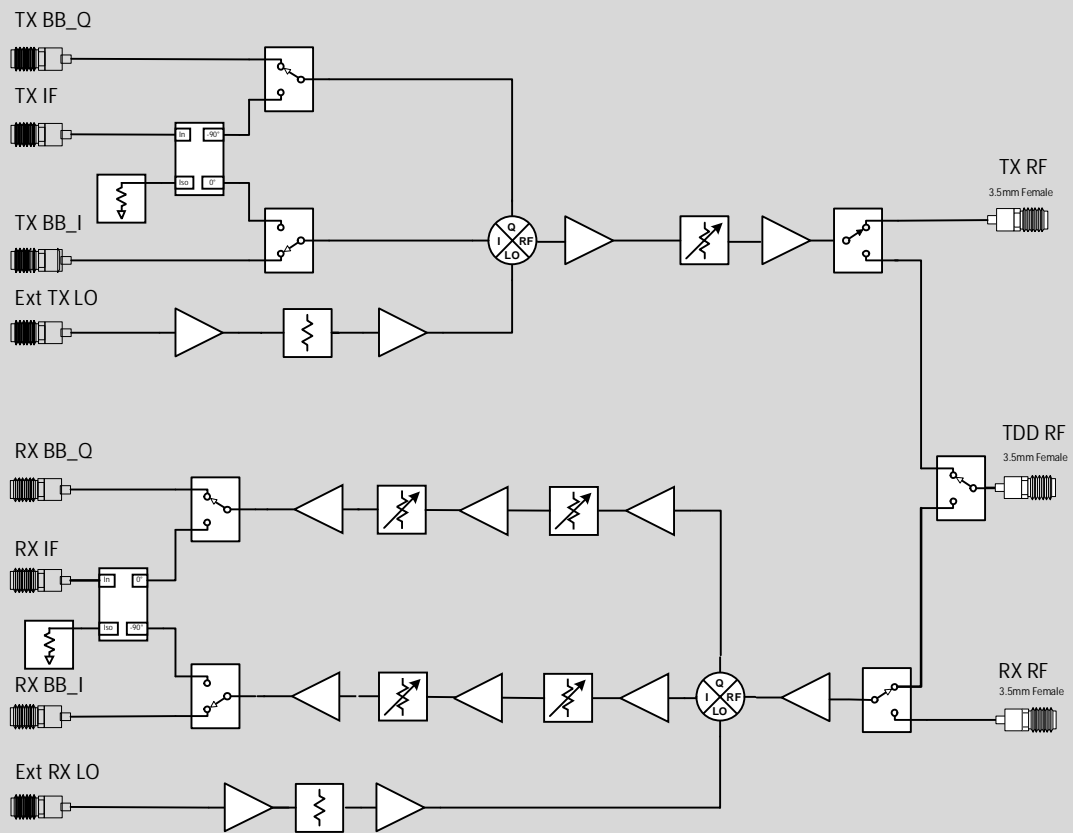 TX BB_Q
TX IF
In
-90°
Iso
0°
TX BB_I
Ext TX LO
Q
I
RF
LO
TX RF
3.5mm Female
TDD RF
3.5mm Female
RX BB_Q
RX IF
In
0°
Iso
-90°
RX BB_I
Ext RX LO
Q
I
RF
LO
RX RF
3.5mm Female